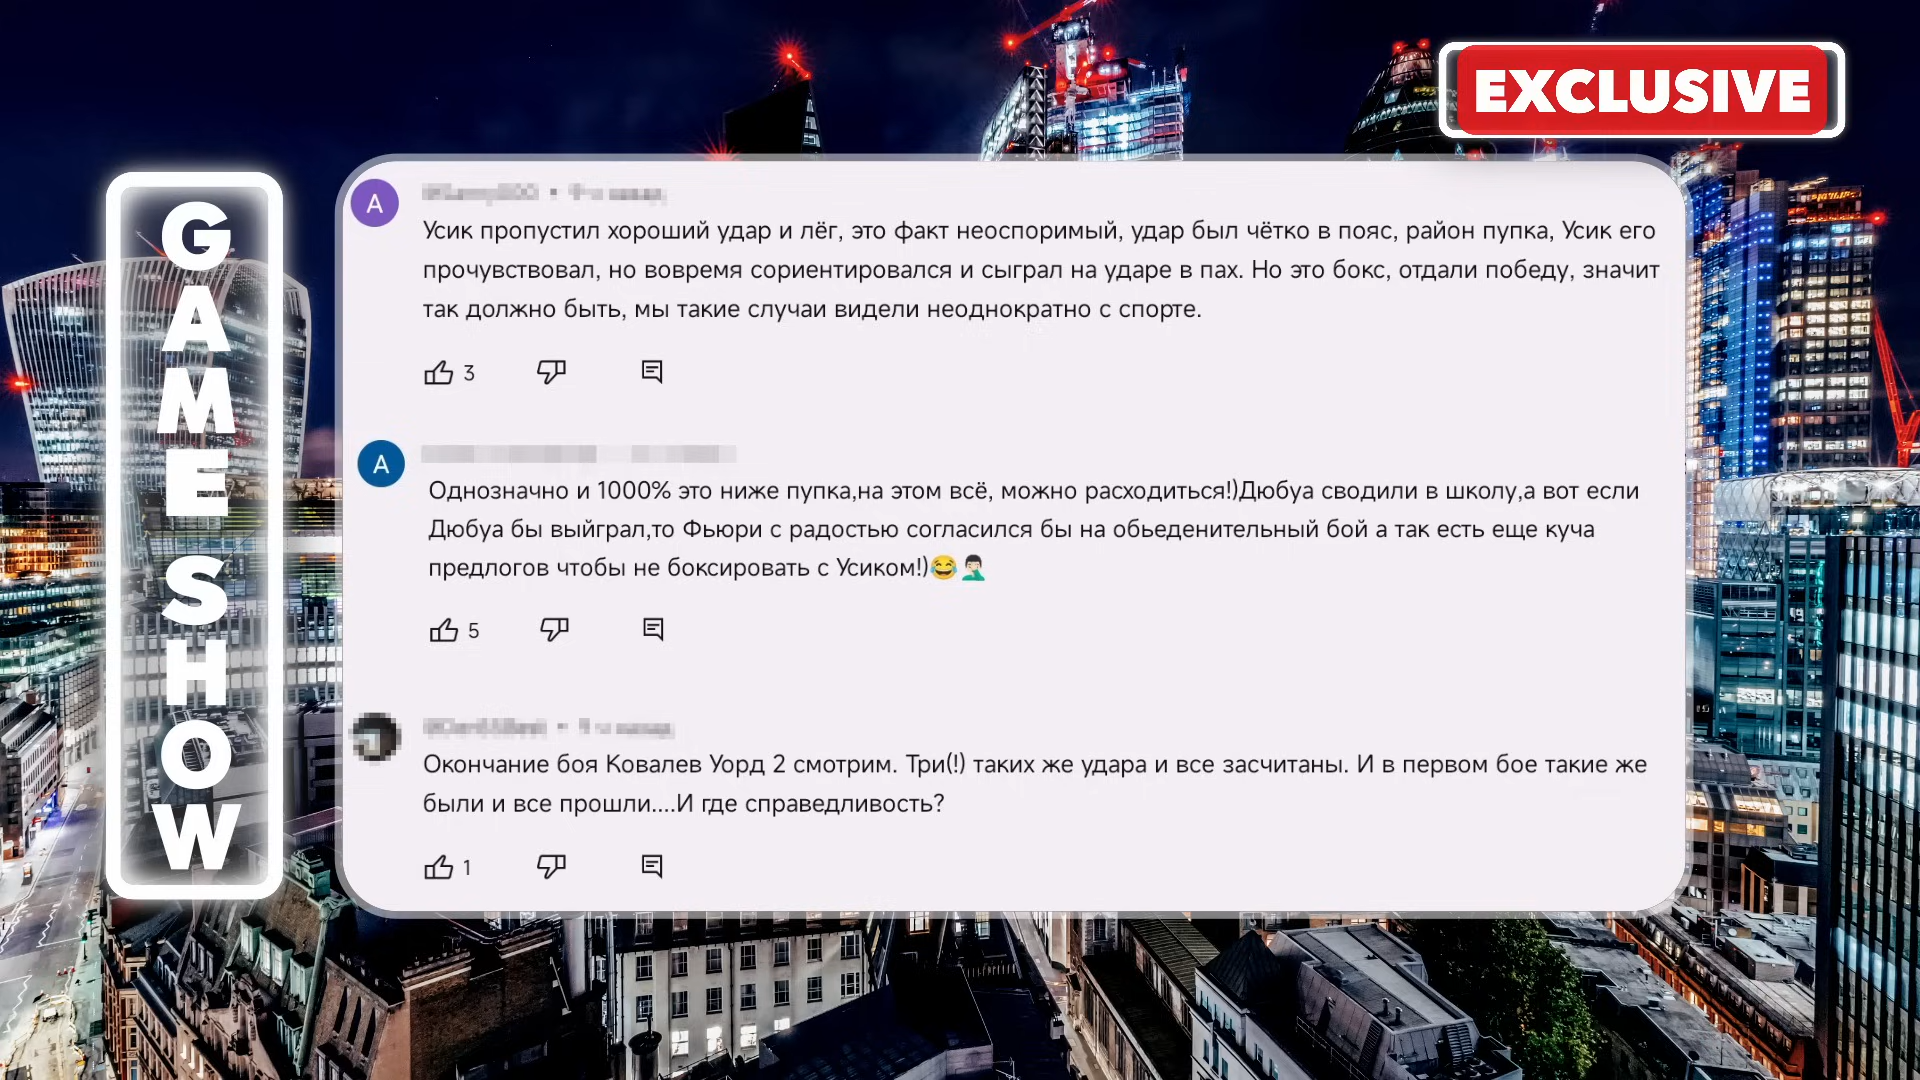 EXCLUSIVE
GAME SHOW
A
Усик пропустил хороший удар и лёг, это факт неоспоримый, удар был чётко в пояс, район пупка, Усик его
прочувствовал, но вовремя сориентировался и сыграл на ударе в пах. Но это бокс, отдали победу, значит
так должно быть, мы такие случаи видели неоднократно с спорте.
3
A
Однозначно и 1000% это ниже пупка,на этом всё, можно расходиться!)Дюбуа сводили в школу,а вот если
Дюбуа бы выйграл,то Фьюри с радостью согласился бы на обьеденительный бой а так есть еще куча
предлогов чтобы не боксировать с Усиком!)😂🤦🏻‍♂️
5
Окончание боя Ковалев Уорд 2 смотрим. Три(!) таких же удара и все засчитаны. И в первом бое такие же
были и все прошли....И где справедливость?
1